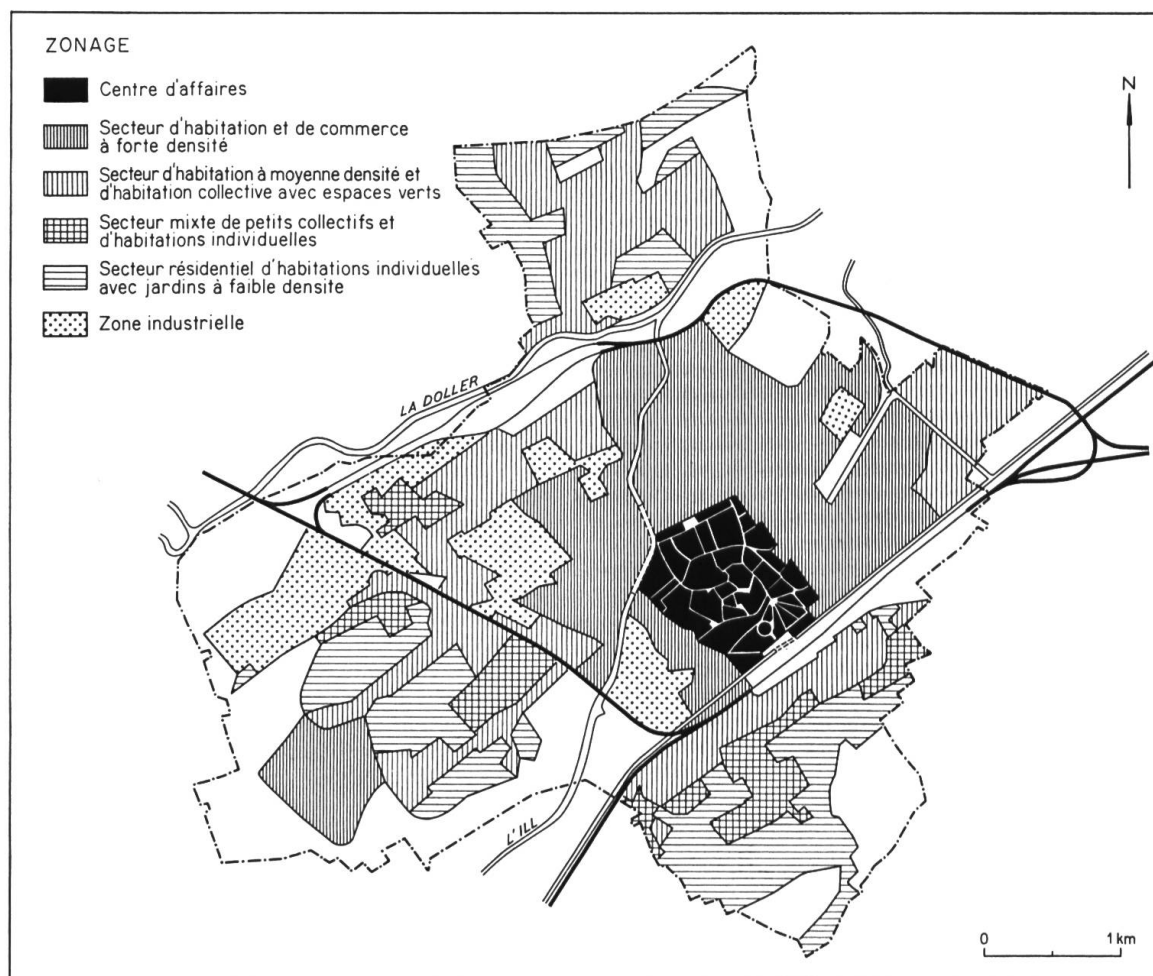 ZONAGE
Centre d'affaires
Secteur d'habitation et de commerce
à forte densité
Secteur d'habitation à moyenne densité et
d'habitation collective avec espaces verts
Secteur mixte de petits collectifs et
d'habitations individuelles
Secteur résidentiel d'habitations individuelles
avec jardins à faible densite
Zone industrielle
N
LA DOLLER
L'ILL
0 1 km